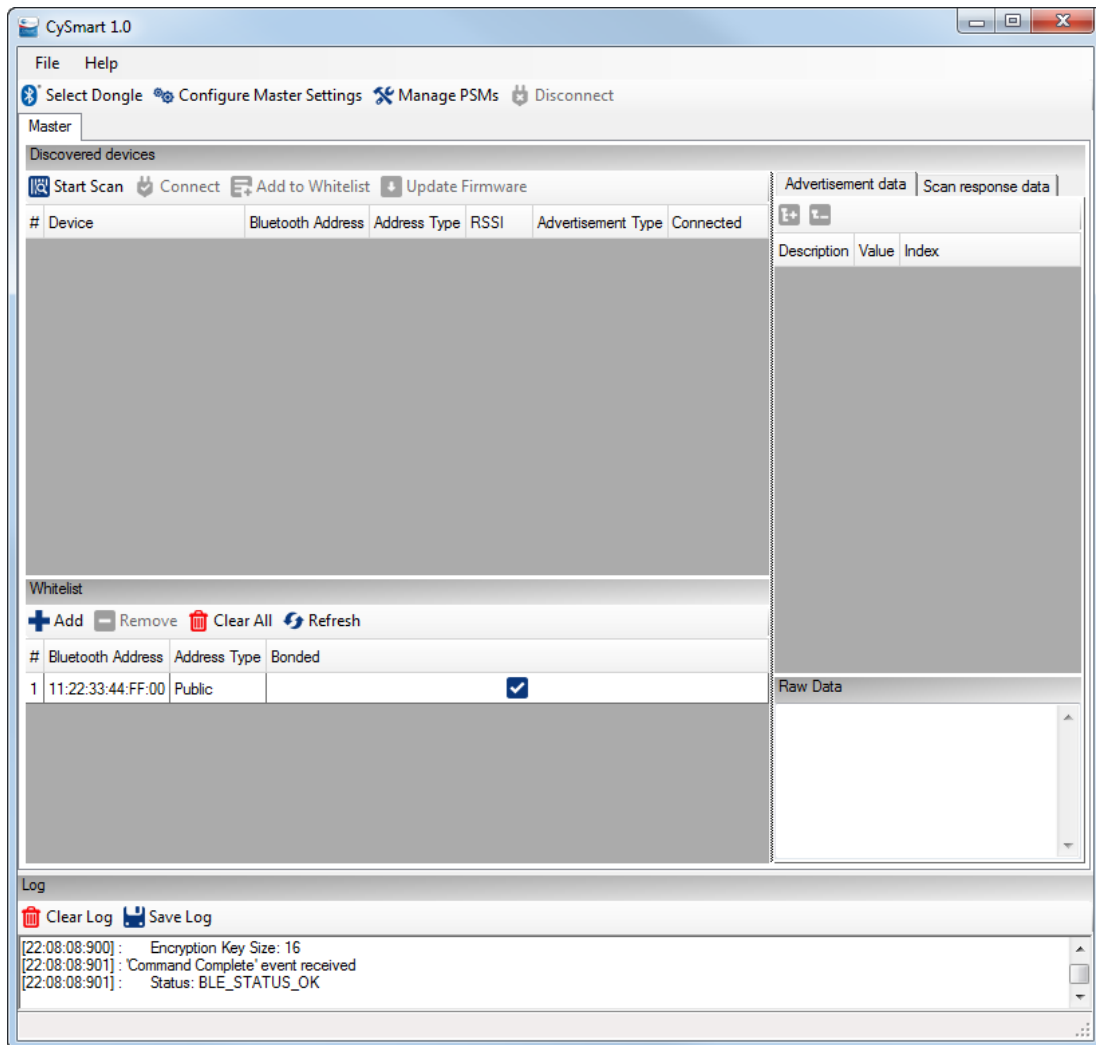 CySmart 1.0
File Help
Select Dongle Configure Master Settings Manage PSMs Disconnect
Master
Discovered devices
Start Scan Connect Add to Whitelist Update Firmware
# Device Bluetooth Address Address Type RSSI Advertisement Type Connected
Advertisement data Scan response data
Description Value Index
Whitelist
Add Remove Clear All Refresh
# Bluetooth Address Address Type Bonded
1 11:22:33:44:FF:00 Public
Raw Data
Log
Clear Log Save Log
[22:08:08:900] : Encryption Key Size: 16
[22:08:08:901] : 'Command Complete' event received
[22:08:08:901] : Status: BLE_STATUS_OK